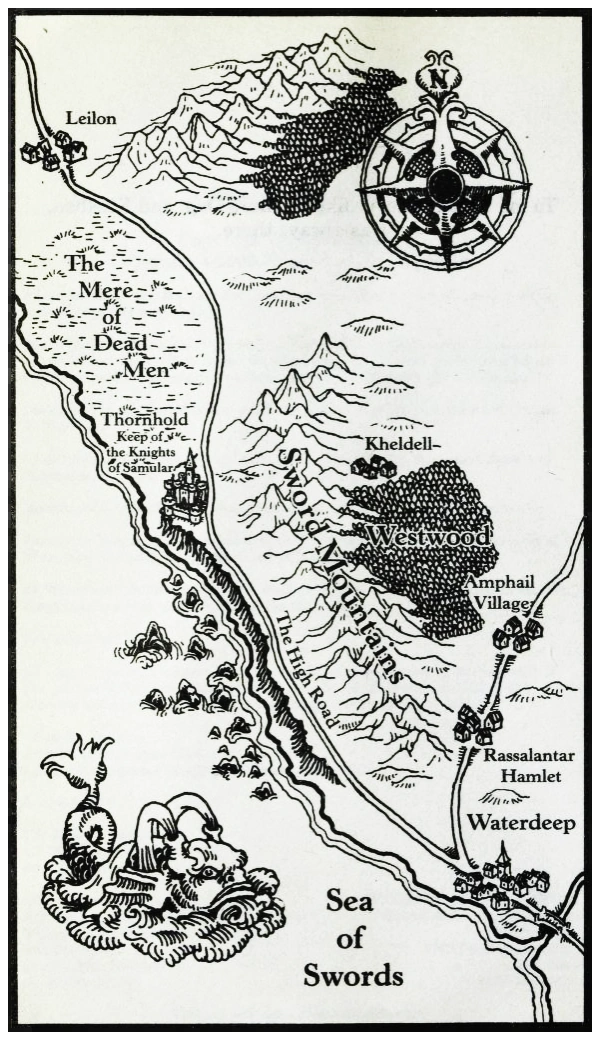 N
Leilon
The
Mere
of
Dead
Men
Thornhold
Keep of
the Knights
of Samular
Kheldell
Sword Mountains
Westwood
Amphail
Village
The High Road
Rassalantar
Hamlet
Waterdeep
Sea
of
Swords